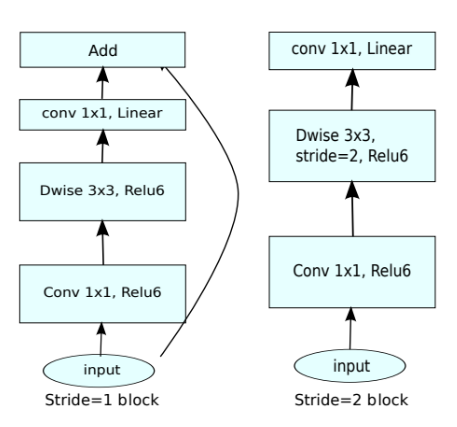 Add
conv 1x1, Linear
Dwise 3x3, Relu6
Conv 1x1, Relu6
input
Stride=1 block
conv 1x1, Linear
Dwise 3x3,
stride=2, Relu6
Conv 1x1, Relu6
input
Stride=2 block